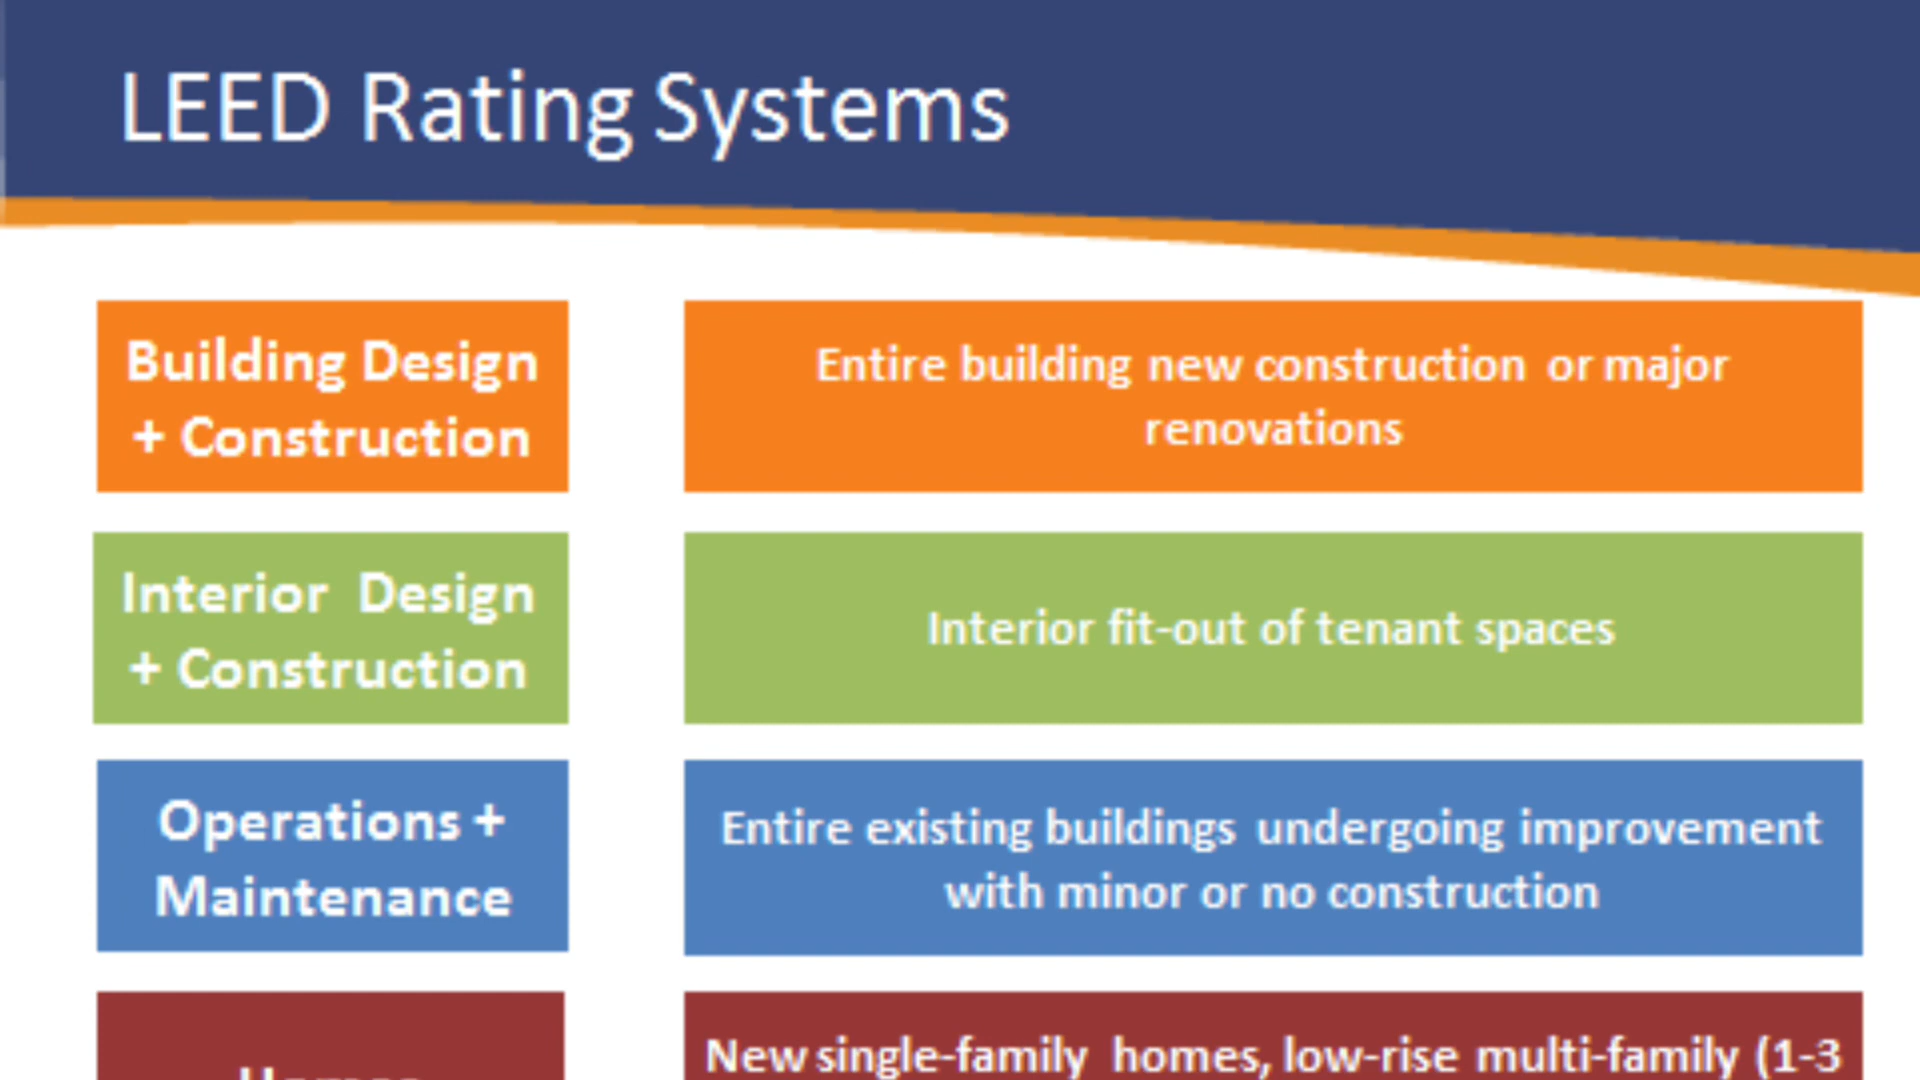 LEED Rating Systems
Building Design
+ Construction
Entire building new construction or major
renovations
Interior Design
+ Construction
Interior fit-out of tenant spaces
Operations +
Maintenance
Entire existing buildings undergoing improvement
with minor or no construction
New single-family homes, low-rise multi-family (1-3